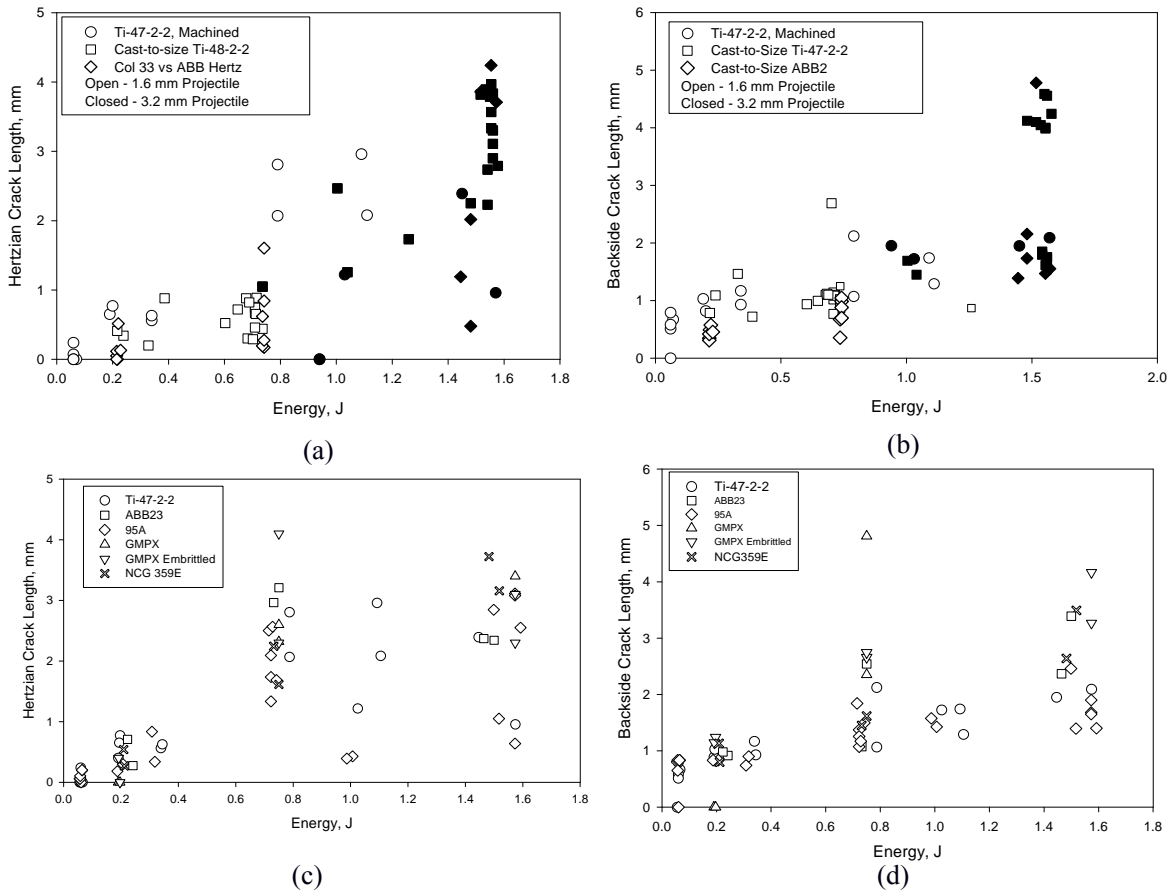 5
4
3
2
1
0
Hertzian Crack Length, mm
Ti-47-2-2, Machined
Cast-to-size Ti-48-2-2
Col 33 vs ABB Hertz
Open - 1.6 mm Projectile
Closed - 3.2 mm Projectile
0.0 0.2 0.4 0.6 0.8 1.0 1.2 1.4 1.6 1.8
Energy, J
(a)
6
5
4
3
2
1
0
Backside Crack Length, mm
Ti-47-2-2, Machined
Cast-to-Size Ti-47-2-2
Cast-to-Size ABB2
Open - 1.6 mm Projectile
Closed - 3.2 mm Projectile
0.0 0.5 1.0 1.5 2.0
Energy, J
(b)
5
4
3
2
1
0
Hertzian Crack Length, mm
Ti-47-2-2
ABB23
95A
GMPX
GMPX Embrittled
NCG 359E
0.0 0.2 0.4 0.6 0.8 1.0 1.2 1.4 1.6 1.8
Energy, J
(c)
6
5
4
3
2
1
0
Backside Crack Length, mm
Ti-47-2-2
ABB23
95A
GMPX
GMPX Embrittled
NCG359E
0.0 0.2 0.4 0.6 0.8 1.0 1.2 1.4 1.6 1.8
Energy, J
(d)